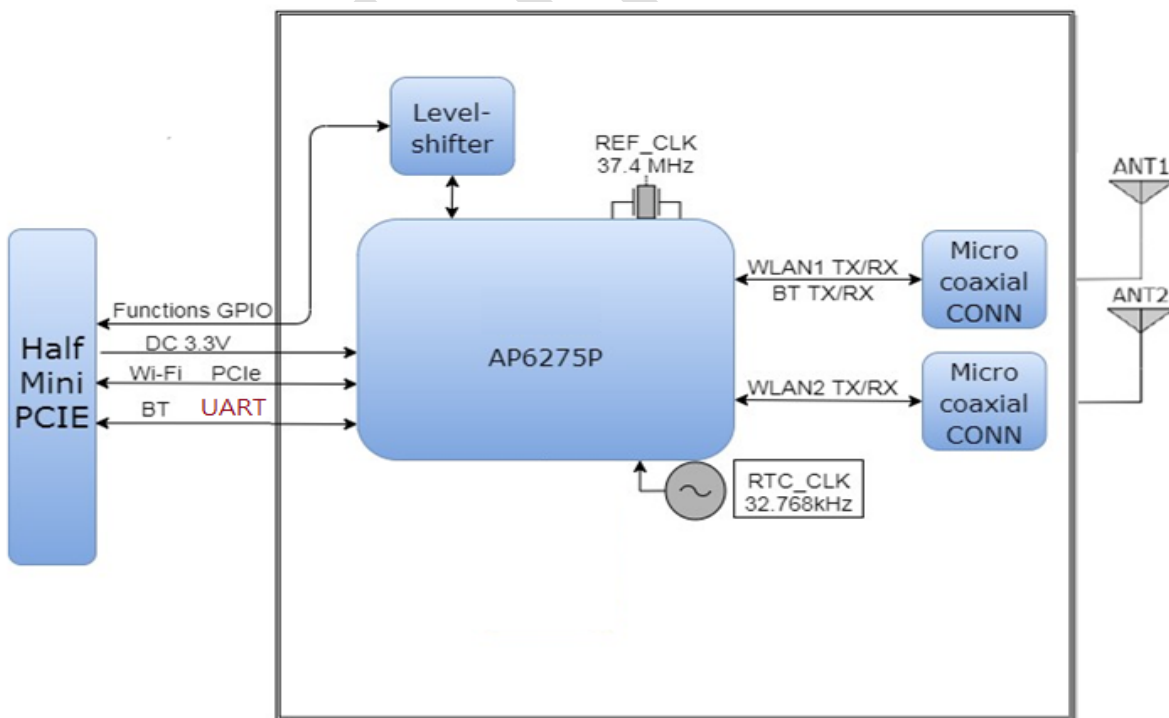 Level-
shifter
REF_CLK
37.4 MHz
ANT1
Micro
coaxial
CONN
WLAN1 TX/RX
BT TX/RX
ANT2
Functions GPIO
DC 3.3V
Wi-Fi PCIe
BT UART
Half
Mini
PCIE
AP6275P
WLAN2 TX/RX
Micro
coaxial
CONN
RTC_CLK
32.768kHz